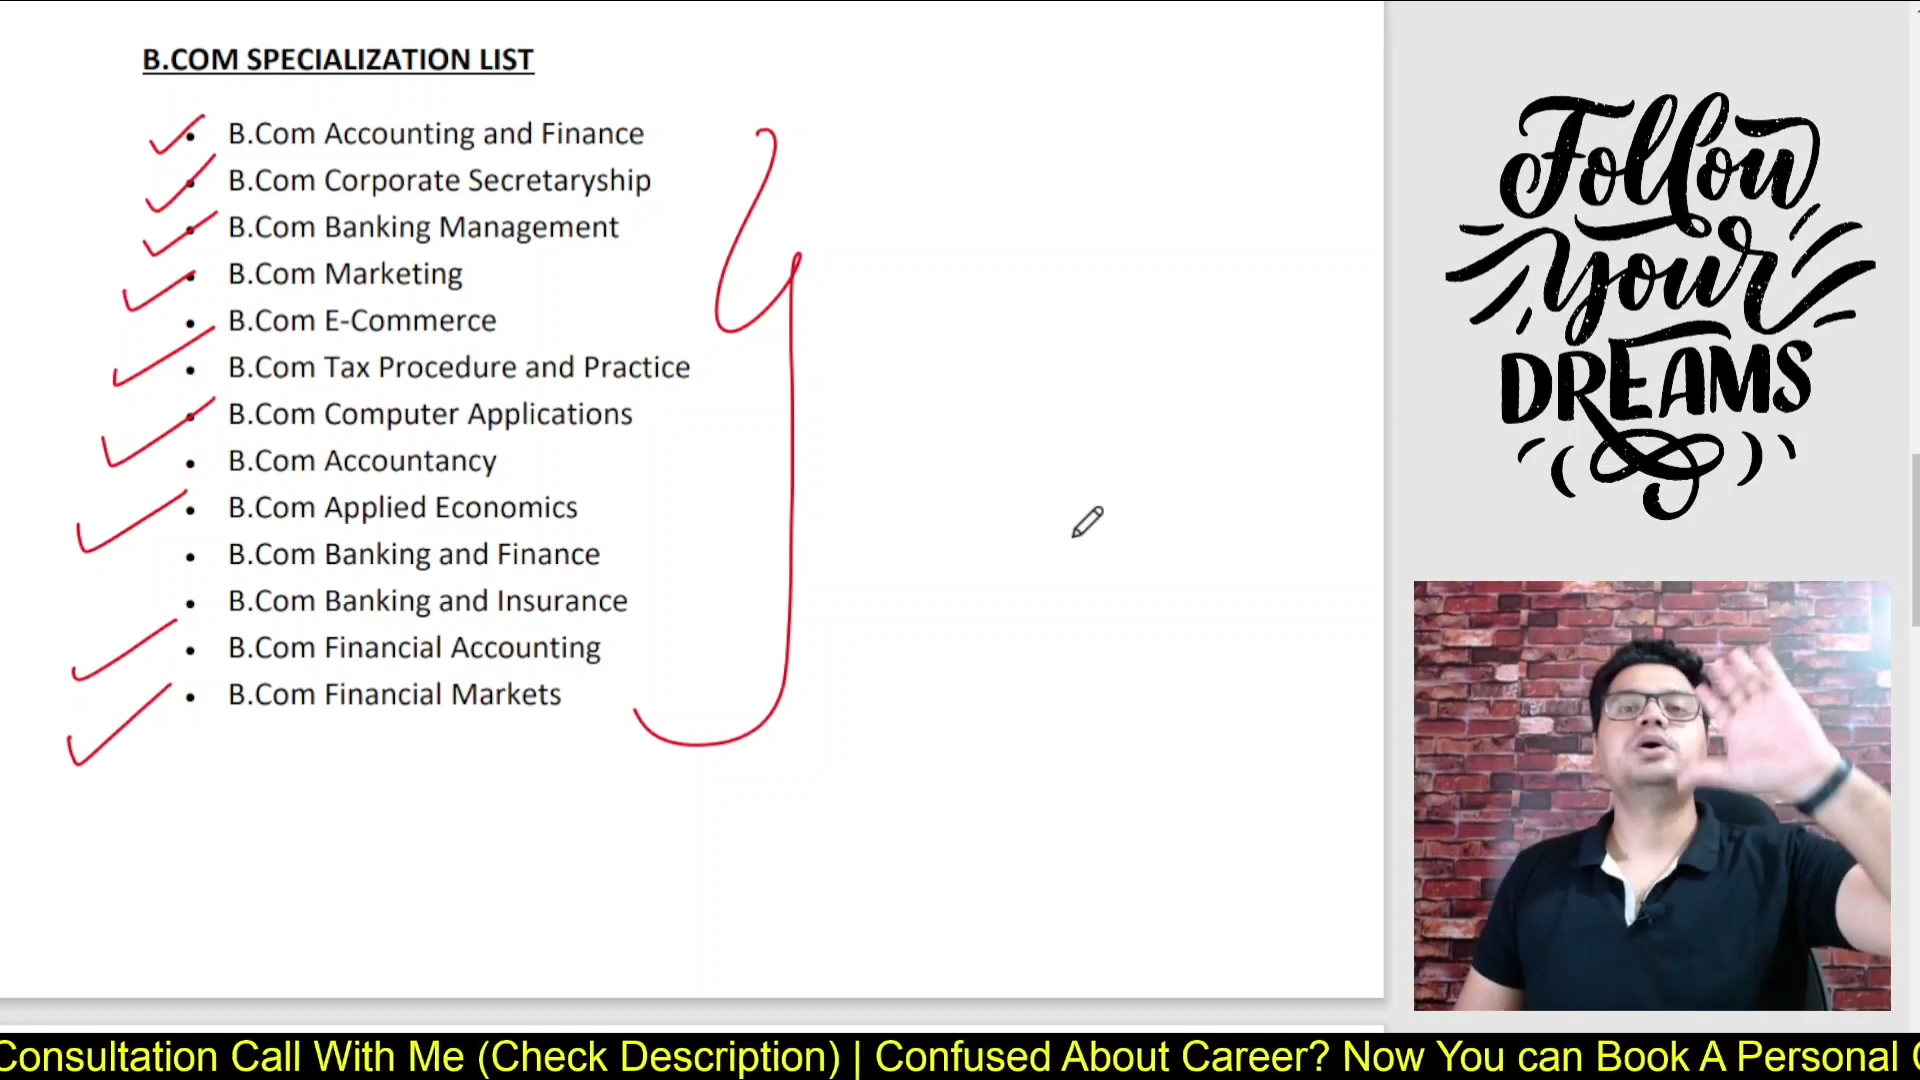 B.COM SPECIALIZATION LIST
• B.Com Accounting and Finance
• B.Com Corporate Secretaryship
• B.Com Banking Management
• B.Com Marketing
• B.Com E-Commerce
• B.Com Tax Procedure and Practice
• B.Com Computer Applications
• B.Com Accountancy
• B.Com Applied Economics
• B.Com Banking and Finance
• B.Com Banking and Insurance
• B.Com Financial Accounting
• B.Com Financial Markets
Follow
Your
DREAMS
Consultation Call With Me (Check Description) | Confused About Career? Now You can Book A Personal